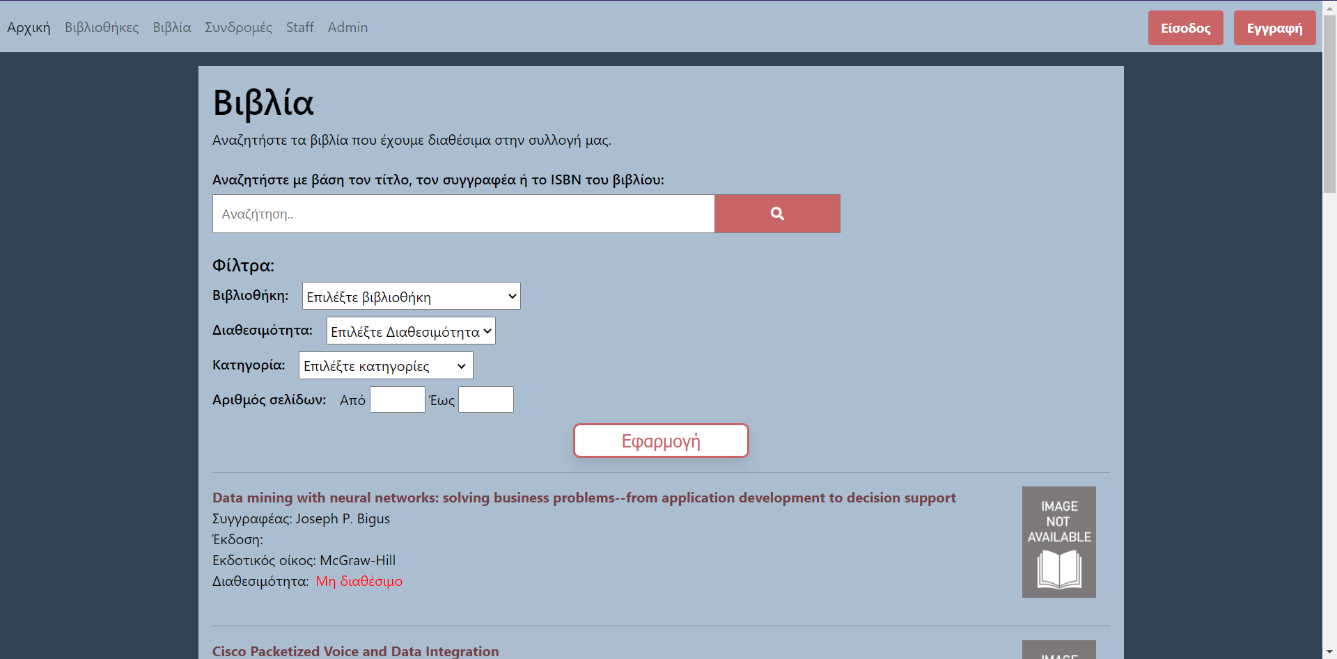 Αρχική Βιβλιοθήκες Βιβλία Συνδρομές Staff Admin Είσοδος Εγγραφή
Βιβλία
Αναζητήστε τα βιβλία που έχουμε διαθέσιμα στην συλλογή μας.
Αναζητήστε με βάση τον τίτλο, τον συγγραφέα ή το ISBN του βιβλίου:
Αναζήτηση..
Φίλτρα:
Βιβλιοθήκη: Επιλέξτε βιβλιοθήκη
Διαθεσιμότητα: Επιλέξτε Διαθεσιμότητα
Κατηγορία: Επιλέξτε κατηγορίες
Αριθμός σελίδων: Από Έως
Εφαρμογή
Data mining with neural networks: solving business problems--from application development to decision support
Συγγραφέας: Joseph P. Bigus
Έκδοση:
Εκδοτικός οίκος: McGraw-Hill
Διαθεσιμότητα: Μη διαθέσιμο
IMAGE
NOT
AVAILABLE
Cisco Packetized Voice and Data Integration
IMAGE